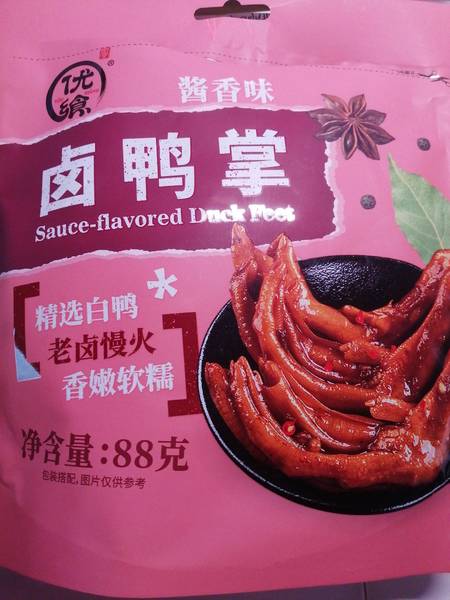 优飨
®
酱香味
卤鸭掌
Sauce-flavored Duck Feet
精选白鸭
老卤慢火
香嫩软糯
*
净含量:88克
包装搭配,图片仅供参考